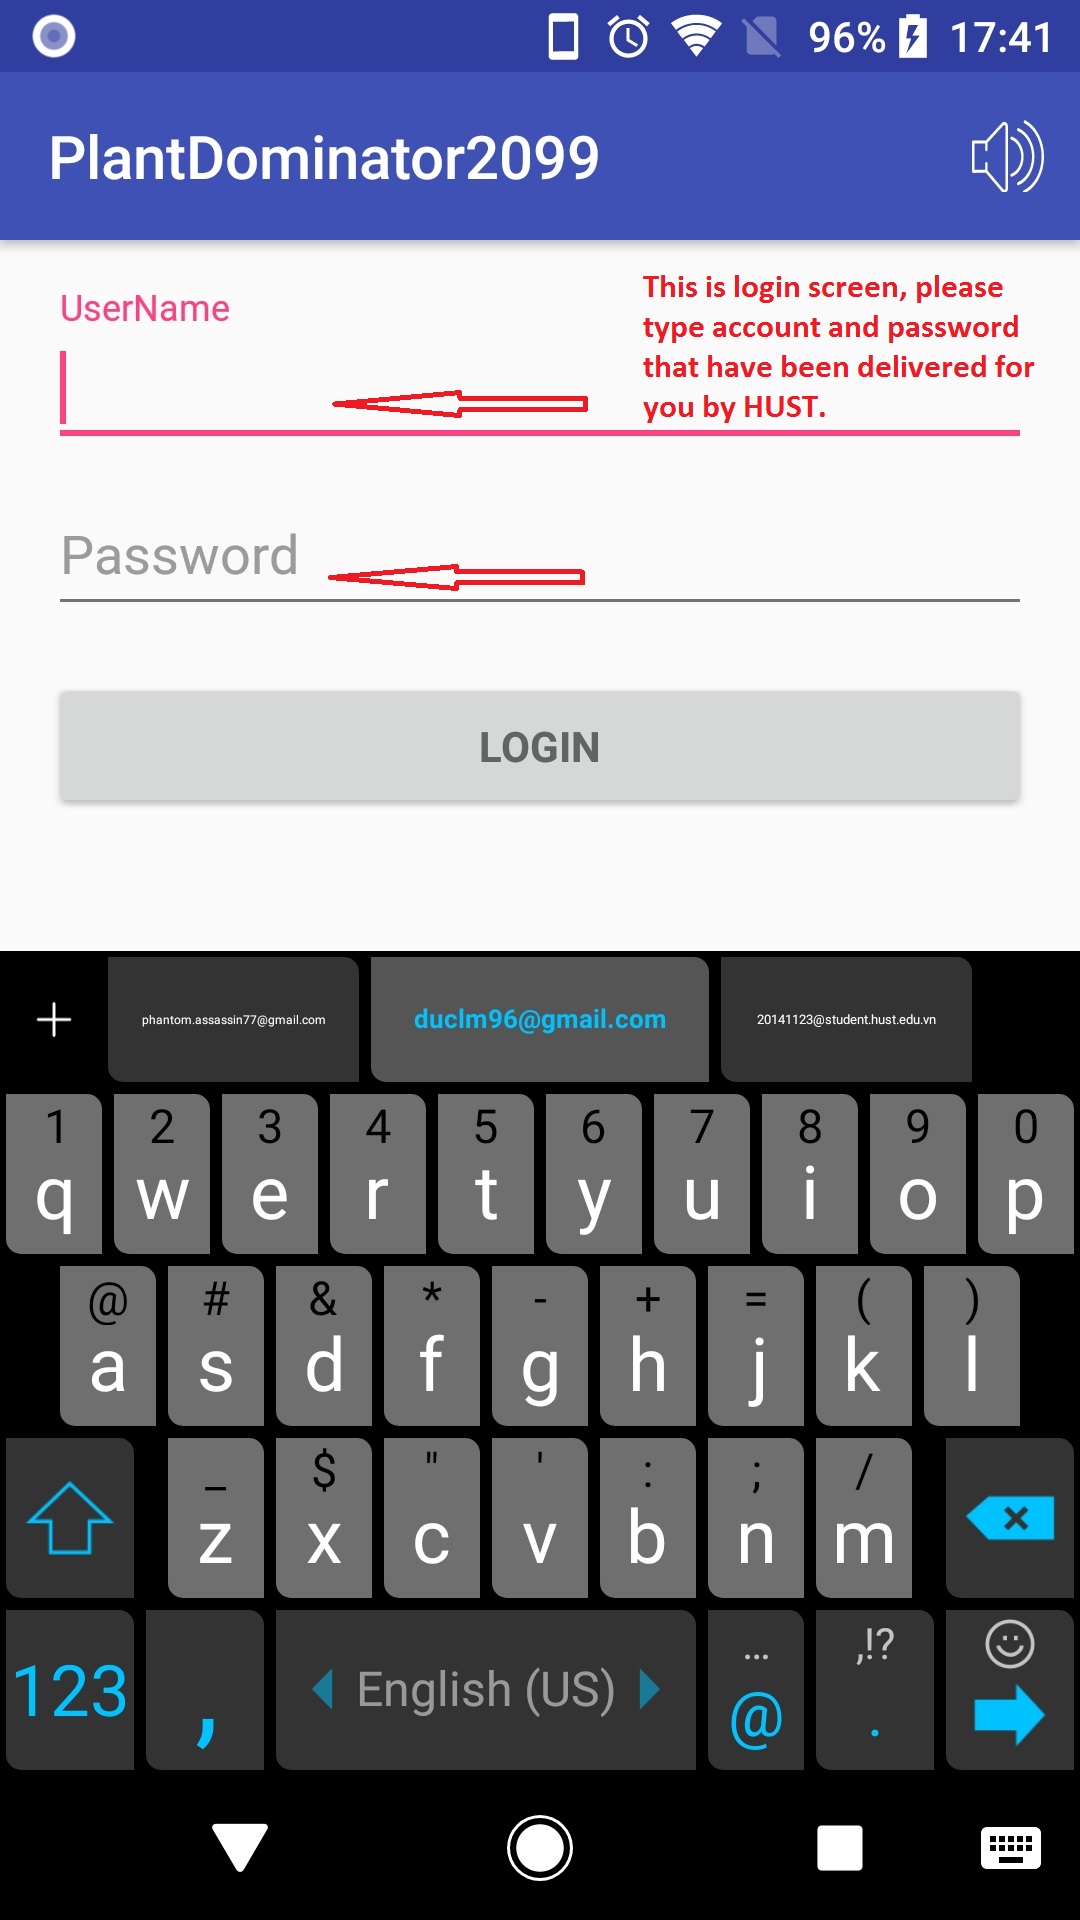 96% 17:41
PlantDominator2099
UserName
This is login screen, please
type account and password
that have been delivered for
you by HUST.
Password
LOGIN
phantom.assassin77@gmail.com duclm96@gmail.com 20141123@student.hust.edu.vn
1 2 3 4 5 6 7 8 9 0
q w e r t y u i o p
@ # & * - + = ( )
a s d f g h j k l
_ $ " ' : ; /
z x c v b n m
... ,!?
123 , English (US) @ .